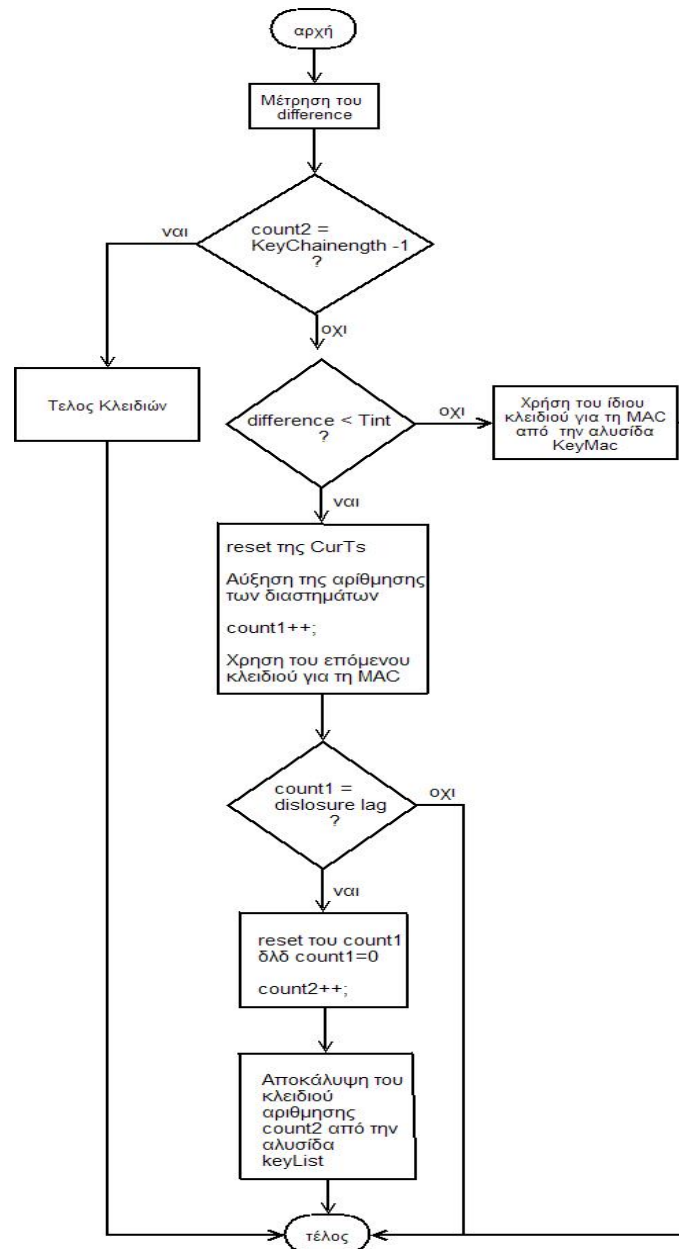 αρχή
Μέτρηση του
difference
count2 =
KeyChainength -1
?
ναι
οχι
Τελος Κλειδιών
difference < Tint
?
οχι
Χρήση του ίδιου
κλειδιού για τη MAC
από την αλυσίδα
KeyMac
ναι
reset της CurTs
Αύξηση της αρίθμησης
των διαστημάτων
count1++;
Χρηση του επόμενου
κλειδιού για τη MAC
count1 =
dislosure lag
?
οχι
ναι
reset του count1
δλδ count1=0
count2++;
Αποκάλυψη του
κλειδιού
αριθμησης
count2 από την
αλυσίδα
keyList
τέλος